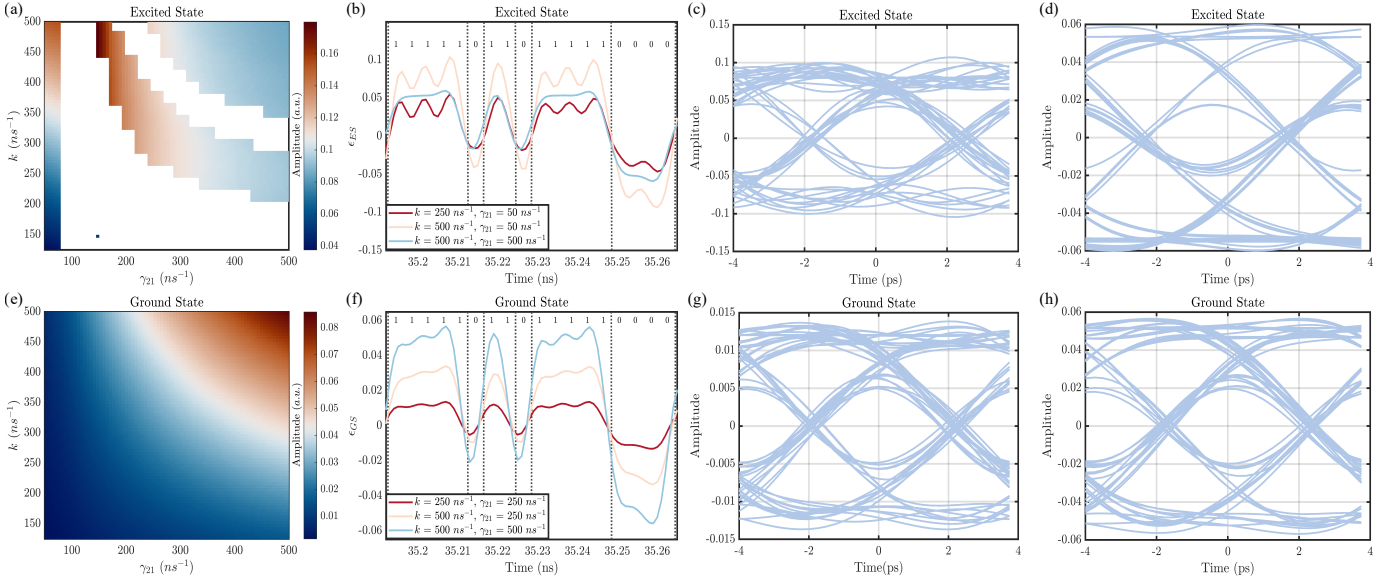 (a)
Excited State
500
450
400
350
300
250
200
150
k (ns⁻¹)
100
200
300
400
500
γ₂₁ (ns⁻¹)
0.16
0.14
0.12
0.1
0.08
0.06
0.04
Amplitude (a.u.)
(b)
Excited State
1 1 1 1 0 1 0 1 1 1 1 0 0 0 0
0.1
0.05
0
-0.05
-0.1
-0.15
ϵ_ES
k = 250 ns⁻¹, γ₂₁ = 50 ns⁻¹
k = 500 ns⁻¹, γ₂₁ = 50 ns⁻¹
k = 500 ns⁻¹, γ₂₁ = 500 ns⁻¹
35.2 35.21 35.22 35.23 35.24 35.25 35.26
Time (ns)
(c)
Excited State
0.15
0.1
0.05
0
-0.05
-0.1
-0.15
Amplitude
-4 -2 0 2 4
Time (ps)
(d)
Excited State
0.06
0.04
0.02
0
-0.02
-0.04
-0.06
Amplitude
-4 -2 0 2 4
Time (ps)
(e)
Ground State
500
450
400
350
300
250
200
150
k (ns⁻¹)
100
200
300
400
500
γ₂₁ (ns⁻¹)
0.08
0.07
0.06
0.05
0.04
0.03
0.02
0.01
Amplitude (a.u.)
(f)
Ground State
1 1 1 1 0 1 0 1 1 1 1 0 0 0 0
0.06
0.04
0.02
0
-0.02
-0.04
-0.06
ϵ_GS
k = 250 ns⁻¹, γ₂₁ = 250 ns⁻¹
k = 500 ns⁻¹, γ₂₁ = 250 ns⁻¹
k = 500 ns⁻¹, γ₂₁ = 500 ns⁻¹
35.2 35.21 35.22 35.23 35.24 35.25 35.26
Time (ns)
(g)
Ground State
0.015
0.01
0.005
0
-0.005
-0.01
-0.015
Amplitude
-4 -2 0 2 4
Time(ps)
(h)
Ground State
0.06
0.04
0.02
0
-0.02
-0.04
-0.06
Amplitude
-4 -2 0 2 4
Time (ps)